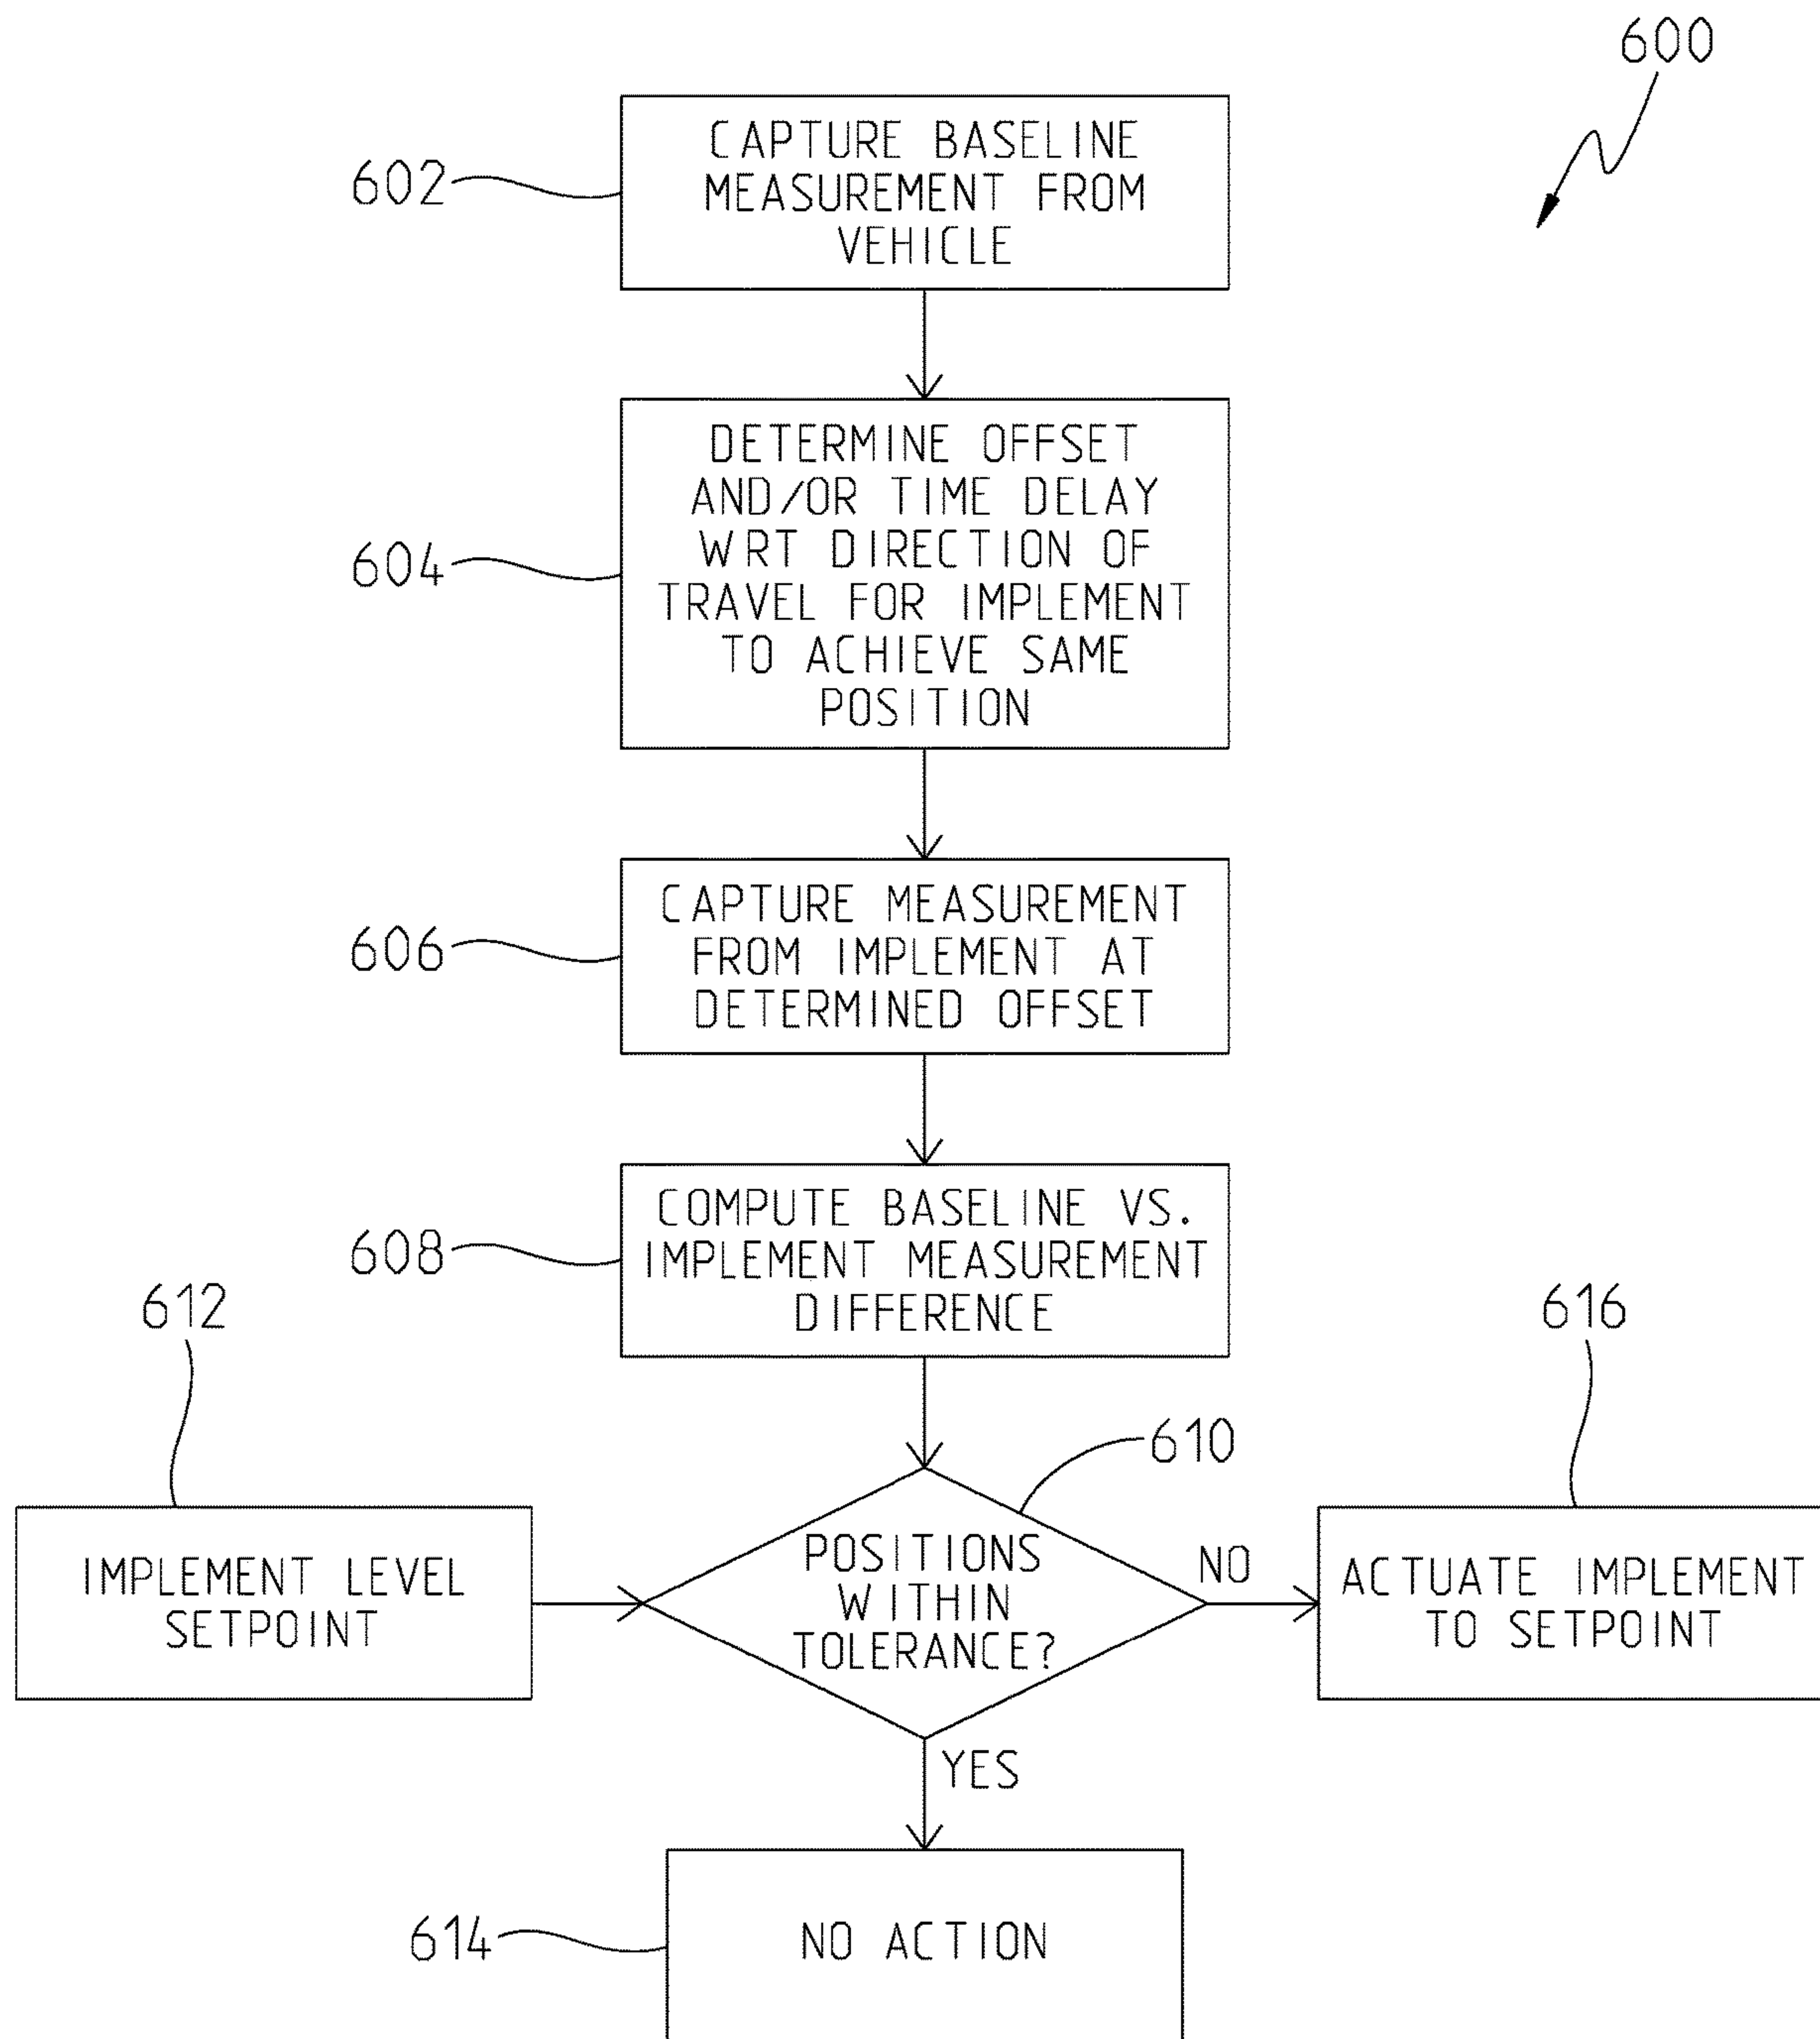 600
602
CAPTURE BASELINE
MEASUREMENT FROM
VEHICLE
604
DETERMINE OFFSET
AND/OR TIME DELAY
WRT DIRECTION OF
TRAVEL FOR IMPLEMENT
TO ACHIEVE SAME
POSITION
606
CAPTURE MEASUREMENT
FROM IMPLEMENT AT
DETERMINED OFFSET
608
COMPUTE BASELINE VS.
IMPLEMENT MEASUREMENT
DIFFERENCE
612
616
610
IMPLEMENT LEVEL
SETPOINT
POSITIONS
WITHIN
TOLERANCE?
NO
ACTUATE IMPLEMENT
TO SETPOINT
YES
614
NO ACTION